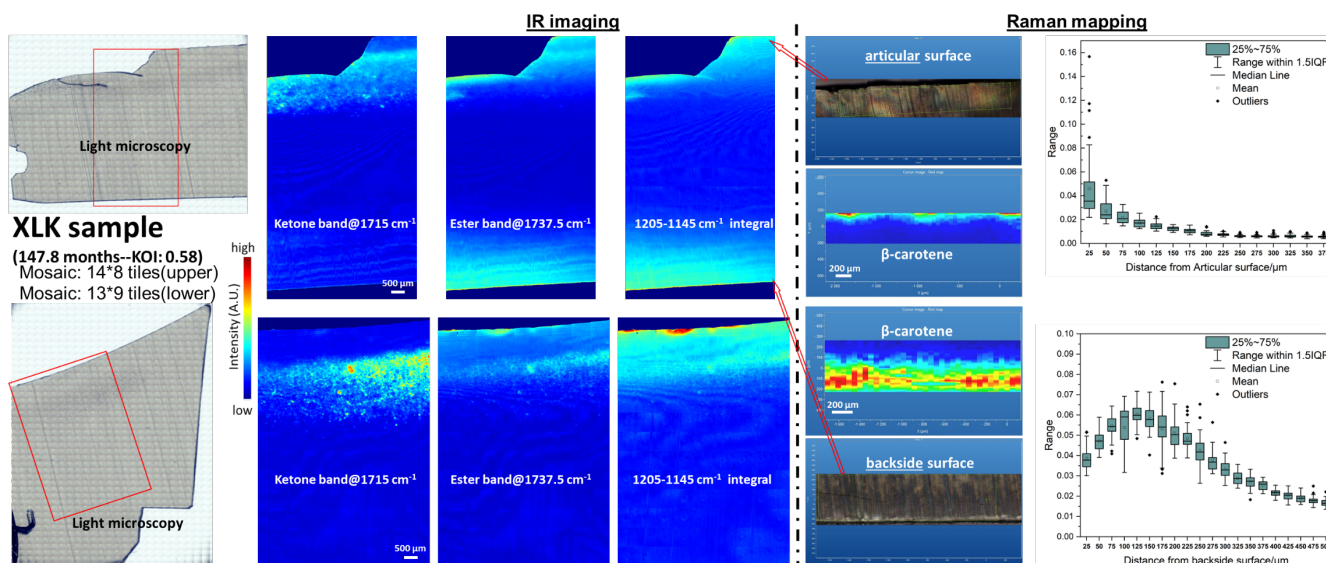 IR imaging
Raman mapping
Light microscopy
XLK sample
(147.8 months--KOI: 0.58)
Mosaic: 14*8 tiles(upper)
Mosaic: 13*9 tiles(lower)
Light microscopy
high
Intensity (A.U.)
low
Ketone band@1715 cm-1
Ester band@1737.5 cm-1
1205-1145 cm-1 integral
500 µm
Ketone band@1715 cm-1
Ester band@1737.5 cm-1
1205-1145 cm-1 integral
500 µm
articular surface
β-carotene
200 µm
β-carotene
200 µm
backside surface
25%~75%
Range within 1.5IQR
Median Line
Mean
Outliers
Range
0.16
0.14
0.12
0.10
0.08
0.06
0.04
0.02
0.00
25 50 75 100 125 150 175 200 225 250 275 300 325 350 375
Distance from Articular surface/µm
25%~75%
Range within 1.5IQR
Median Line
Mean
Outliers
Range
0.10
0.09
0.08
0.07
0.06
0.05
0.04
0.03
0.02
0.01
0.00
25 50 75 100 125 150 175 200 225 250 275 300 325 350 375 400 425 450 475 500
Distance from backside surface/µm